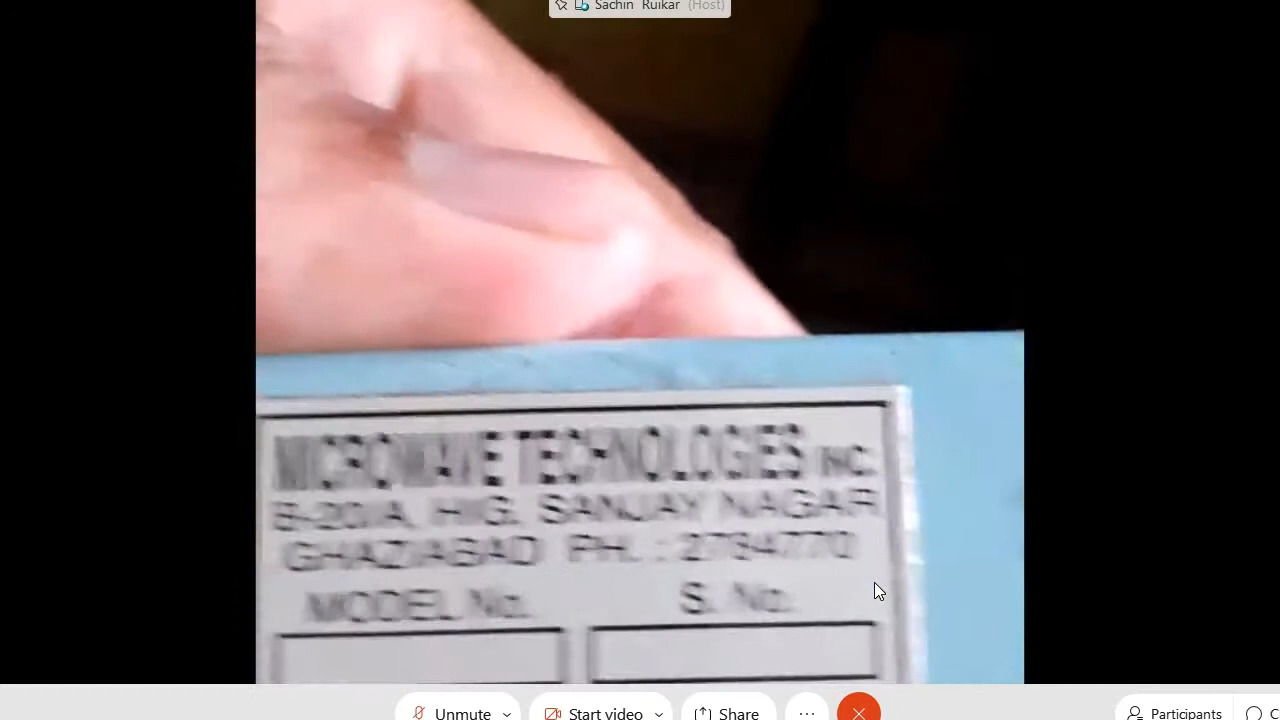 Sachin Ruikar (Host)
MICROWAVE TECHNOLOGIES INC.
B-20/A, HIG, SANJAY NAGAR
GHAZIABAD PH. : 2734770
MODEL No. S. No.
Unmute Start video Share ... Participants C